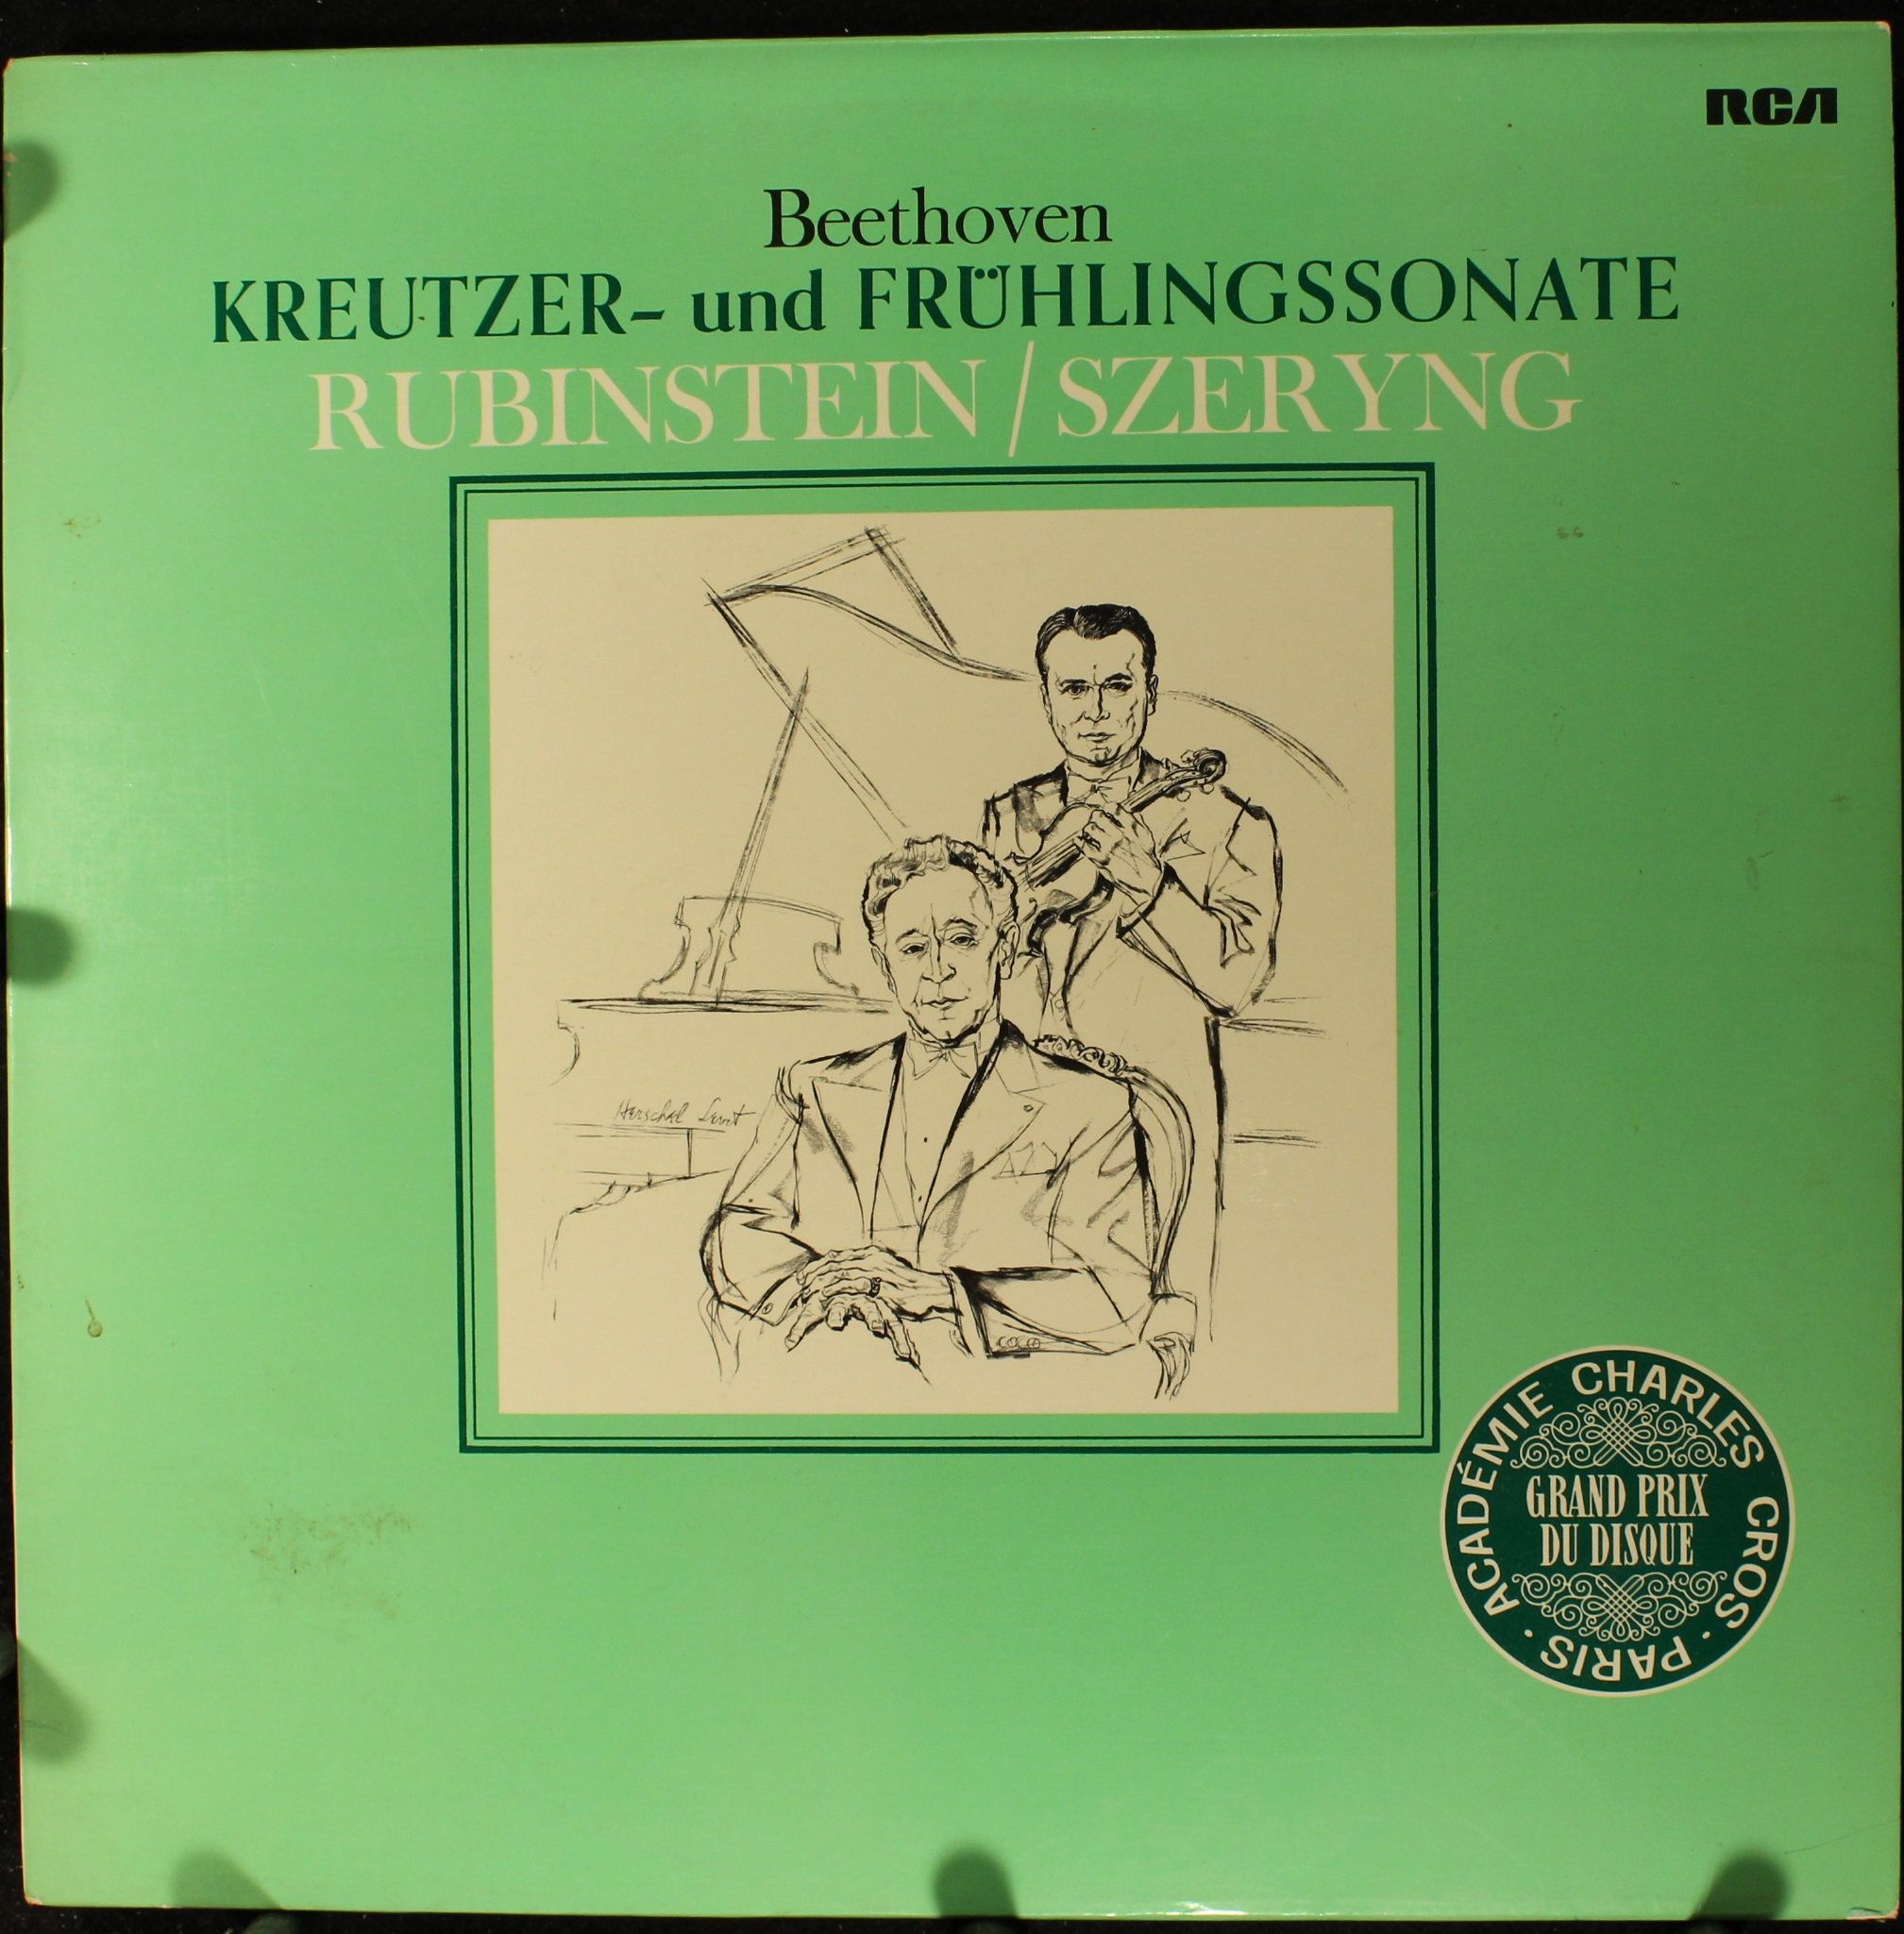 RCA
Beethoven
KREUTZER- und FRÜHLINGSSONATE
RUBINSTEIN / SZERYNG
Herschel Levit
ACADÉMIE CHARLES CROS · PARIS ·
GRAND PRIX
DU DISQUE